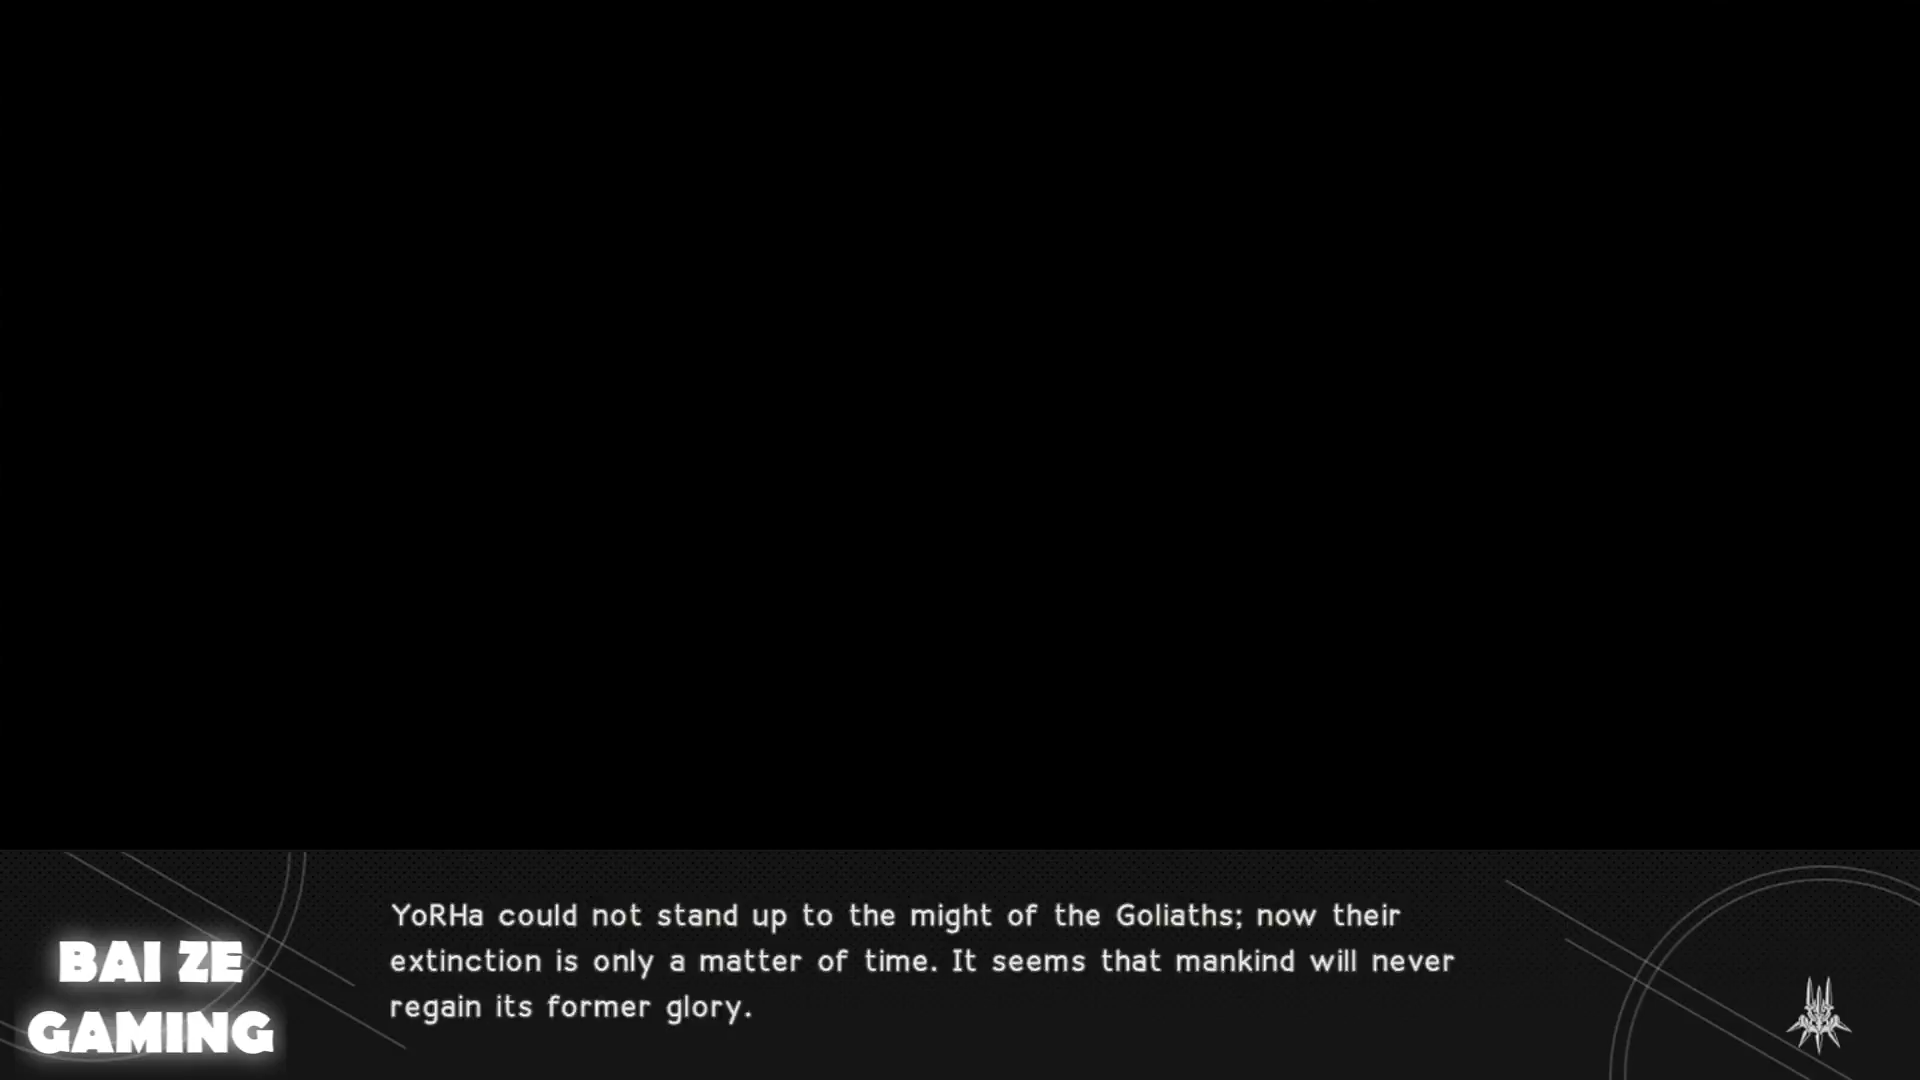 YoRHa could not stand up to the might of the Goliaths; now their
extinction is only a matter of time. It seems that mankind will never
regain its former glory.
BAI ZE
GAMING